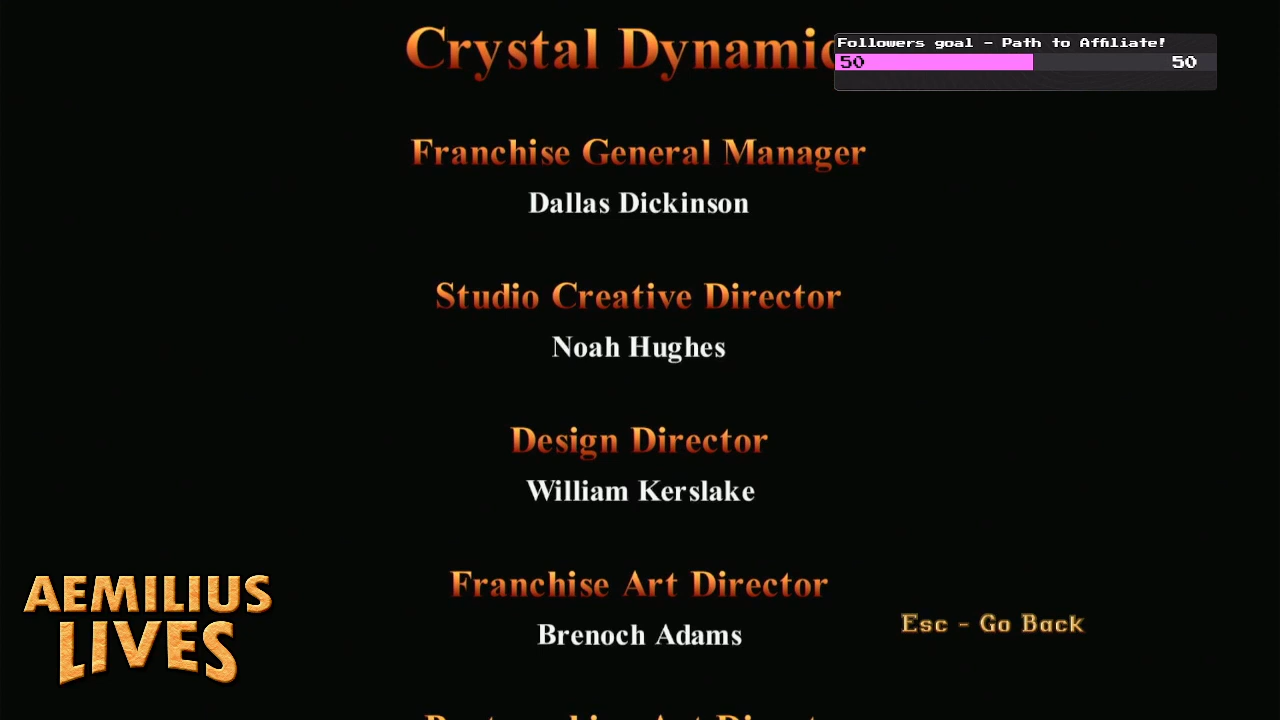 Crystal Dynamic
Followers goal - Path to Affiliate!
50 50
Franchise General Manager
Dallas Dickinson
Studio Creative Director
Noah Hughes
Design Director
William Kerslake
Franchise Art Director
Brenoch Adams
Esc - Go Back
AEMILIUS
LIVES
Art